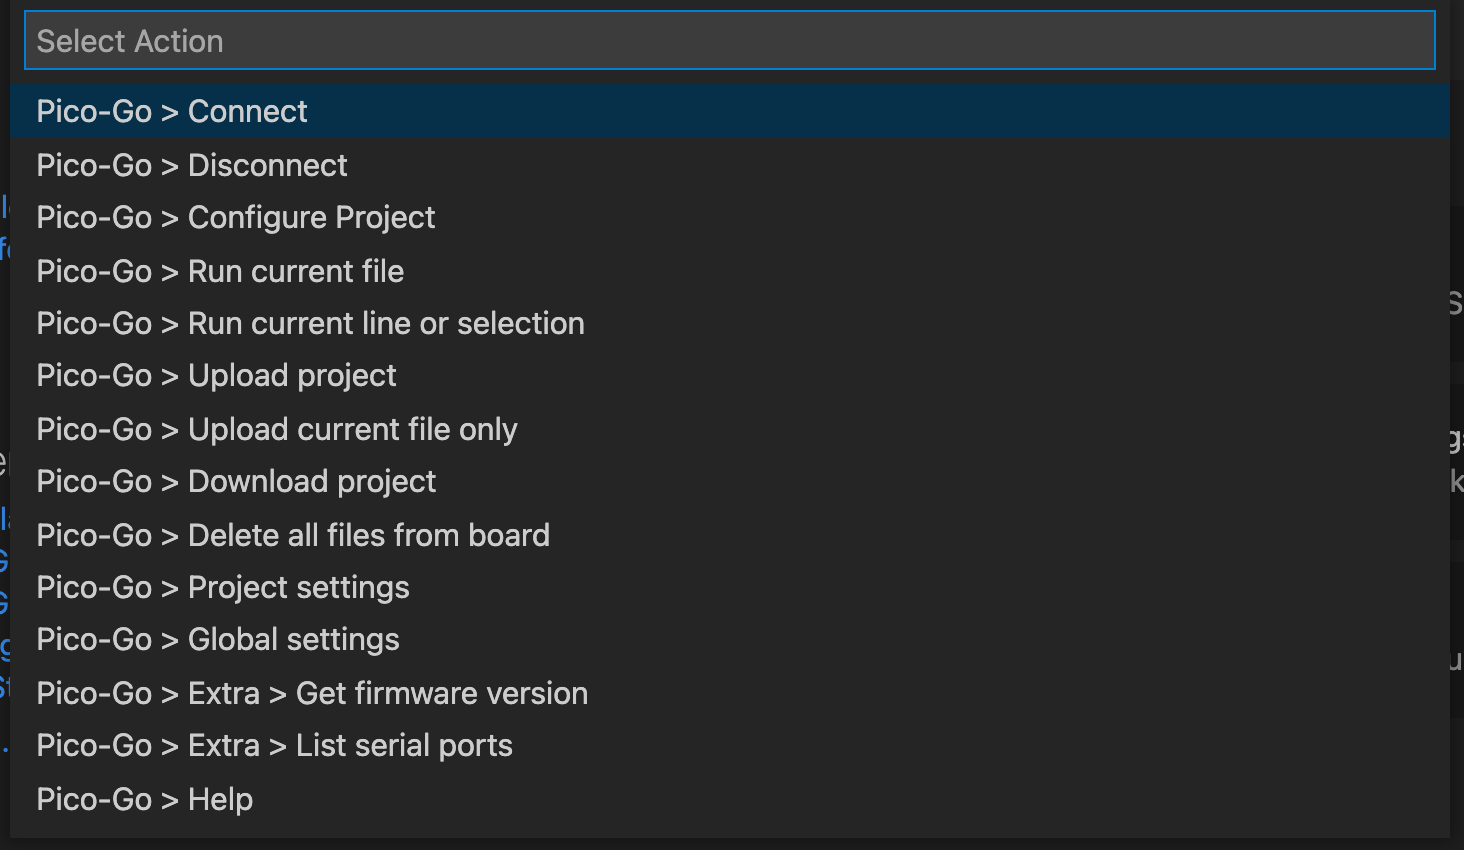 Select Action
Pico-Go > Connect
Pico-Go > Disconnect
Pico-Go > Configure Project
Pico-Go > Run current file
Pico-Go > Run current line or selection
Pico-Go > Upload project
Pico-Go > Upload current file only
Pico-Go > Download project
Pico-Go > Delete all files from board
Pico-Go > Project settings
Pico-Go > Global settings
Pico-Go > Extra > Get firmware version
Pico-Go > Extra > List serial ports
Pico-Go > Help